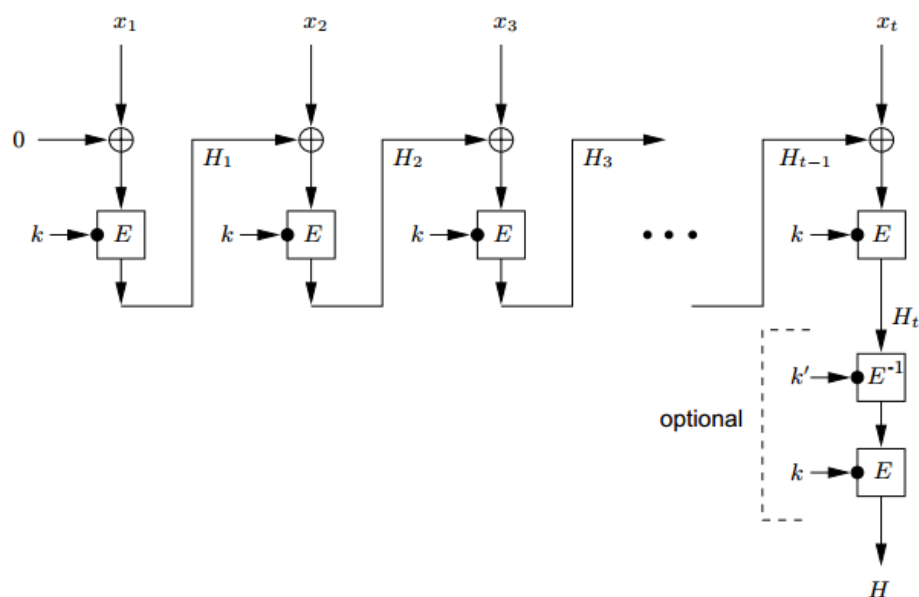 x₁ x₂ x₃ xₜ
0 H₁ H₂ H₃ Hₜ₋₁
k E k E k E • • • k E
Hₜ
k′ E⁻¹
optional
k E
H